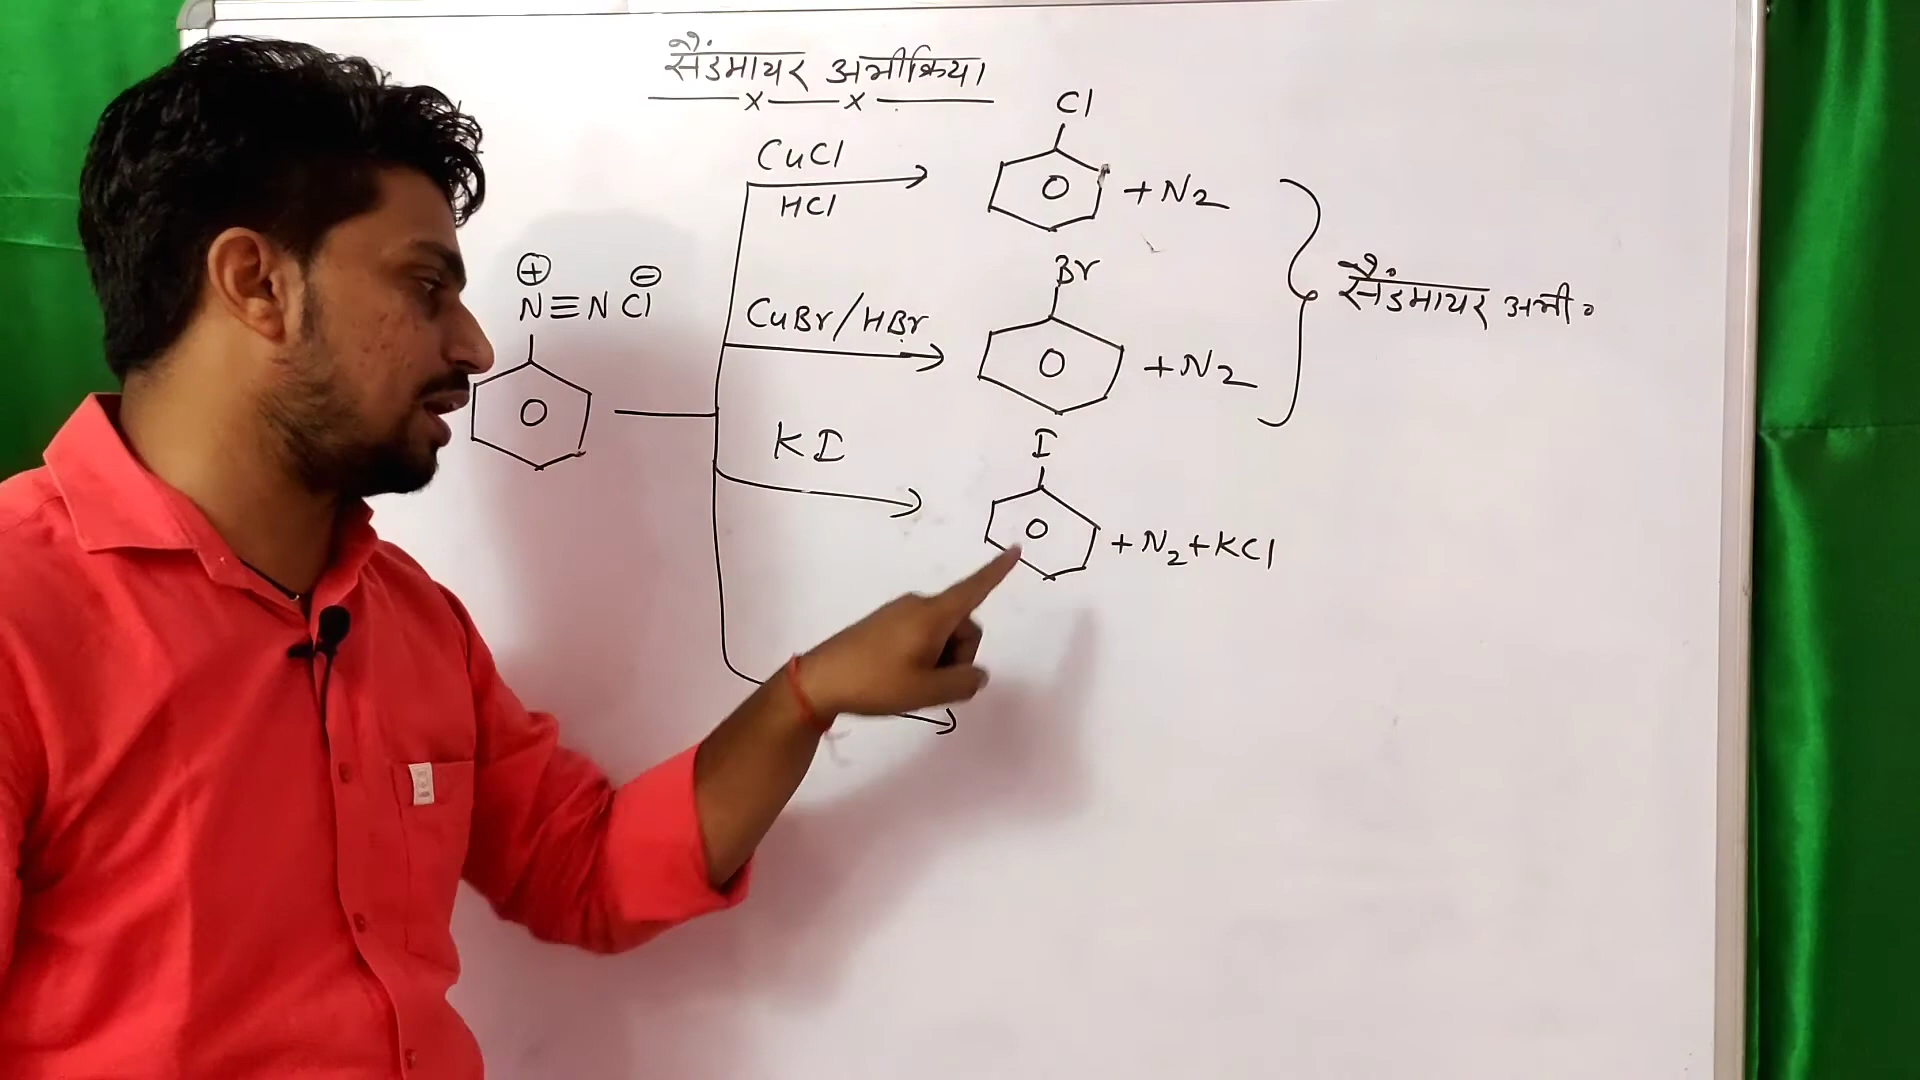 सैंडमायर अभीक्रिया
Cl
CuCl
HCl
+ N2
Br
CuBr/HBr
+ N2
सैंडमायर अभी०
⊕ ⊖
N≡N Cl
KI
I
+ N2 + KCl